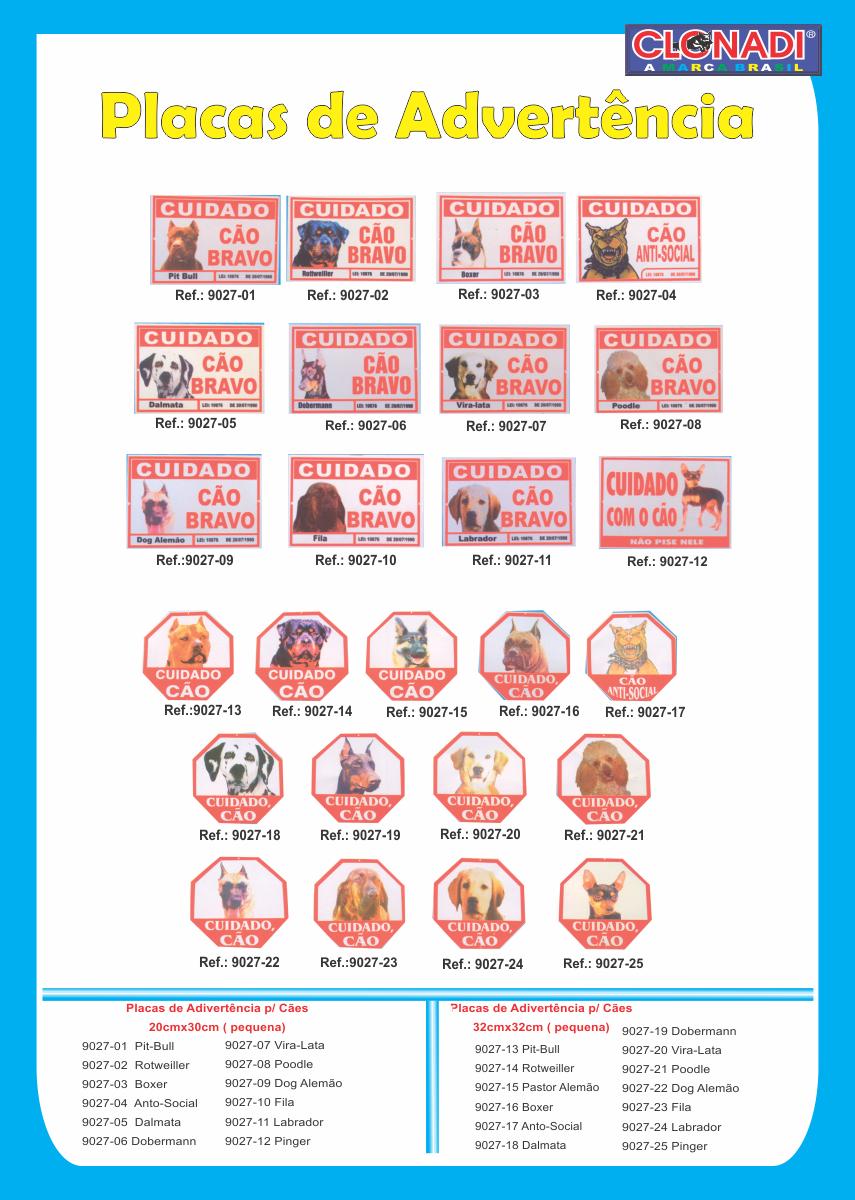 CLONADI®
A MARCA BRASIL
Placas de Advertência
CUIDADO
CÃO
BRAVO
Pit Bull
LEI: 10876 DE 20/07/1998
Ref.: 9027-01
CUIDADO
CÃO
BRAVO
Rottweiller
LEI: 10876 DE 20/07/1998
Ref.: 9027-02
CUIDADO
CÃO
BRAVO
Boxer
LEI: 10876 DE 20/07/1998
Ref.: 9027-03
CUIDADO
CÃO
ANTI-SOCIAL
LEI: 10876 DE 20/07/1998
Ref.: 9027-04
CUIDADO
CÃO
BRAVO
Dalmata
LEI: 10876 DE 20/07/1998
Ref.: 9027-05
CUIDADO
CÃO
BRAVO
Dobermann
LEI: 10876 DE 20/07/1998
Ref.: 9027-06
CUIDADO
CÃO
BRAVO
Vira-lata
LEI: 10876 DE 20/07/1998
Ref.: 9027-07
CUIDADO
CÃO
BRAVO
Poodle
LEI: 10876 DE 20/07/1998
Ref.: 9027-08
CUIDADO
CÃO
BRAVO
Dog Alemão
LEI: 10876 DE 20/07/1998
Ref.:9027-09
CUIDADO
CÃO
BRAVO
Fila
LEI: 10876 DE 20/07/1998
Ref.: 9027-10
CUIDADO
CÃO
BRAVO
Labrador
LEI: 10876 DE 20/07/1998
Ref.: 9027-11
CUIDADO
COM O CÃO
NÃO PISE NELE
Ref.: 9027-12
CUIDADO
CÃO
Ref.:9027-13
CUIDADO
CÃO
Ref.: 9027-14
CUIDADO
CÃO
Ref.: 9027-15
CUIDADO,
CÃO
Ref.: 9027-16
CÃO
ANTI-SOCIAL
Ref.: 9027-17
CUIDADO,
CÃO
Ref.: 9027-18
CUIDADO,
CÃO
Ref.: 9027-19
CUIDADO,
CÃO
Ref.: 9027-20
CUIDADO,
CÃO
Ref.: 9027-21
CUIDADO,
CÃO
Ref.: 9027-22
CUIDADO,
CÃO
Ref.:9027-23
CUIDADO,
CÃO
Ref.: 9027-24
CUIDADO,
CÃO
Ref.: 9027-25
Placas de Adivertência p/ Cães
20cmx30cm ( pequena)
9027-01 Pit-Bull
9027-02 Rotweiller
9027-03 Boxer
9027-04 Anto-Social
9027-05 Dalmata
9027-06 Dobermann
9027-07 Vira-Lata
9027-08 Poodle
9027-09 Dog Alemão
9027-10 Fila
9027-11 Labrador
9027-12 Pinger
Placas de Adivertência p/ Cães
32cmx32cm ( pequena)
9027-13 Pit-Bull
9027-14 Rotweiller
9027-15 Pastor Alemão
9027-16 Boxer
9027-17 Anto-Social
9027-18 Dalmata
9027-19 Dobermann
9027-20 Vira-Lata
9027-21 Poodle
9027-22 Dog Alemão
9027-23 Fila
9027-24 Labrador
9027-25 Pinger